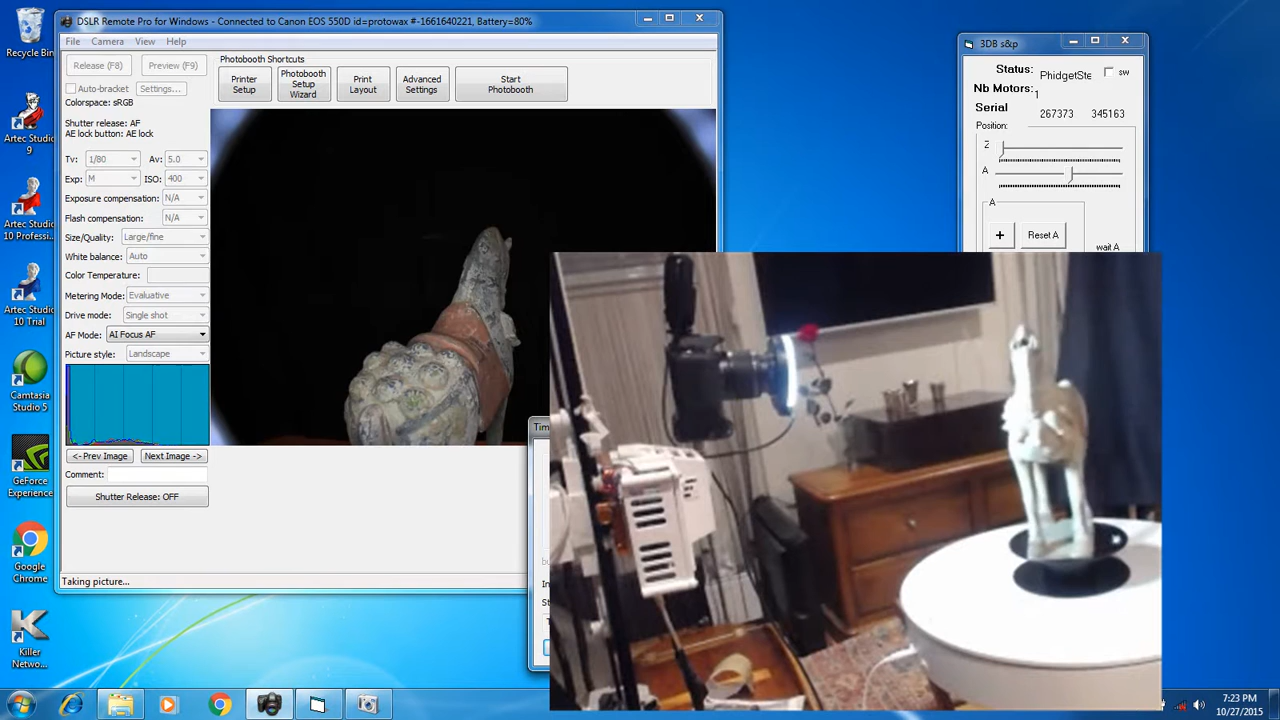 Recycle Bin
Artec Studio
9
Artec Studio
10 Professi...
Artec Studio
10 Trial
Camtasia
Studio 5
GeForce
Experience
Google
Chrome
Killer
Netwo...
DSLR Remote Pro for Windows - Connected to Canon EOS 550D id=protowax #-1661640221, Battery=80%
File Camera View Help
Release (F8) Preview (F9)
Auto-bracket Settings...
Colorspace: sRGB
Shutter release: AF
AE lock button: AE lock
Tv: 1/80 Av: 5.0
Exp: M ISO: 400
Exposure compensation: N/A
Flash compensation: N/A
Size/Quality: Large/fine
White balance: Auto
Color Temperature:
Metering Mode: Evaluative
Drive mode: Single shot
AF Mode: AI Focus AF
Picture style: Landscape
<- Prev Image Next Image ->
Comment:
Shutter Release: OFF
Taking picture...
Photobooth Shortcuts
Printer
Setup
Photobooth
Setup
Wizard
Print
Layout
Advanced
Settings
Start
Photobooth
3DB s&p
Status: PhidgetSte
sw
Nb Motors: 1
Serial 267373 345163
Position:
Z
A
A
+ Reset A
wait A
7:23 PM
10/27/2015